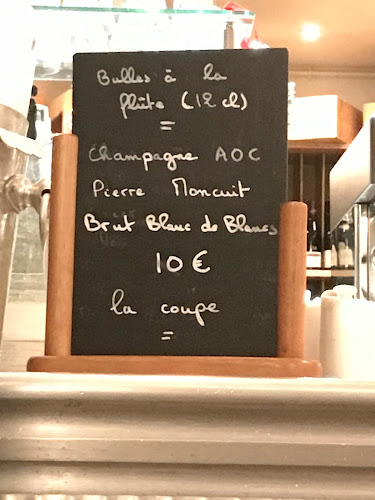 Bulles à la
flûte (12 cl)
=
Champagne AOC
Pierre Moncuit
Brut Blanc de Blancs
10 €
la coupe
=